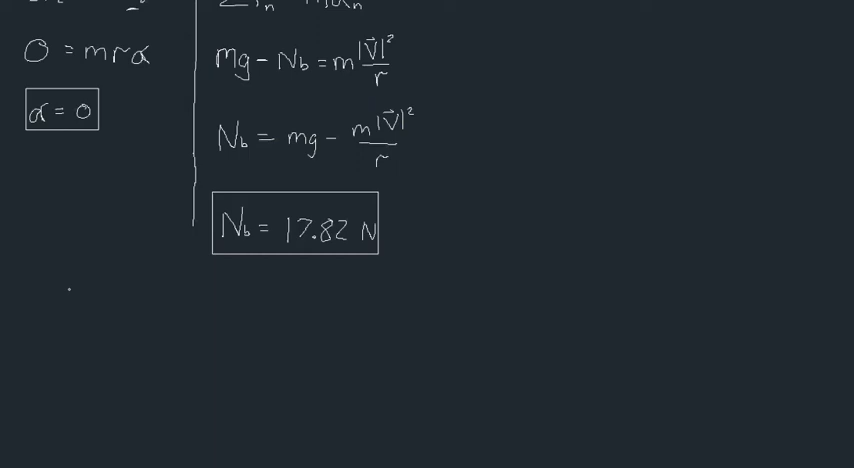 0 = mrα
α = 0
mg - N_b = m |V⃗|² / r
N_b = mg - m|V⃗|² / r
N_b = 17.82 N